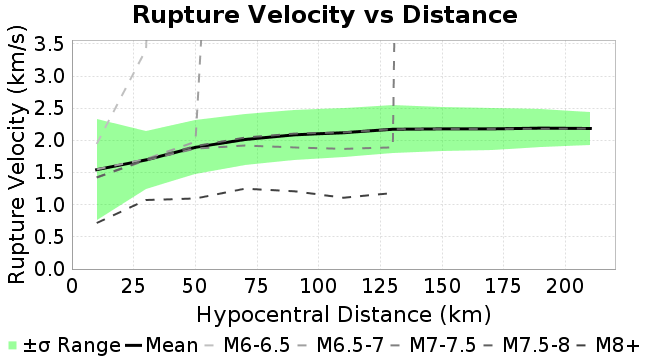 Rupture Velocity vs Distance
Rupture Velocity (km/s)
3.5
3.0
2.5
2.0
1.5
1.0
0.5
0.0
0 25 50 75 100 125 150 175 200
Hypocentral Distance (km)
±σ Range Mean M6-6.5 M6.5-7 M7-7.5 M7.5-8 M8+